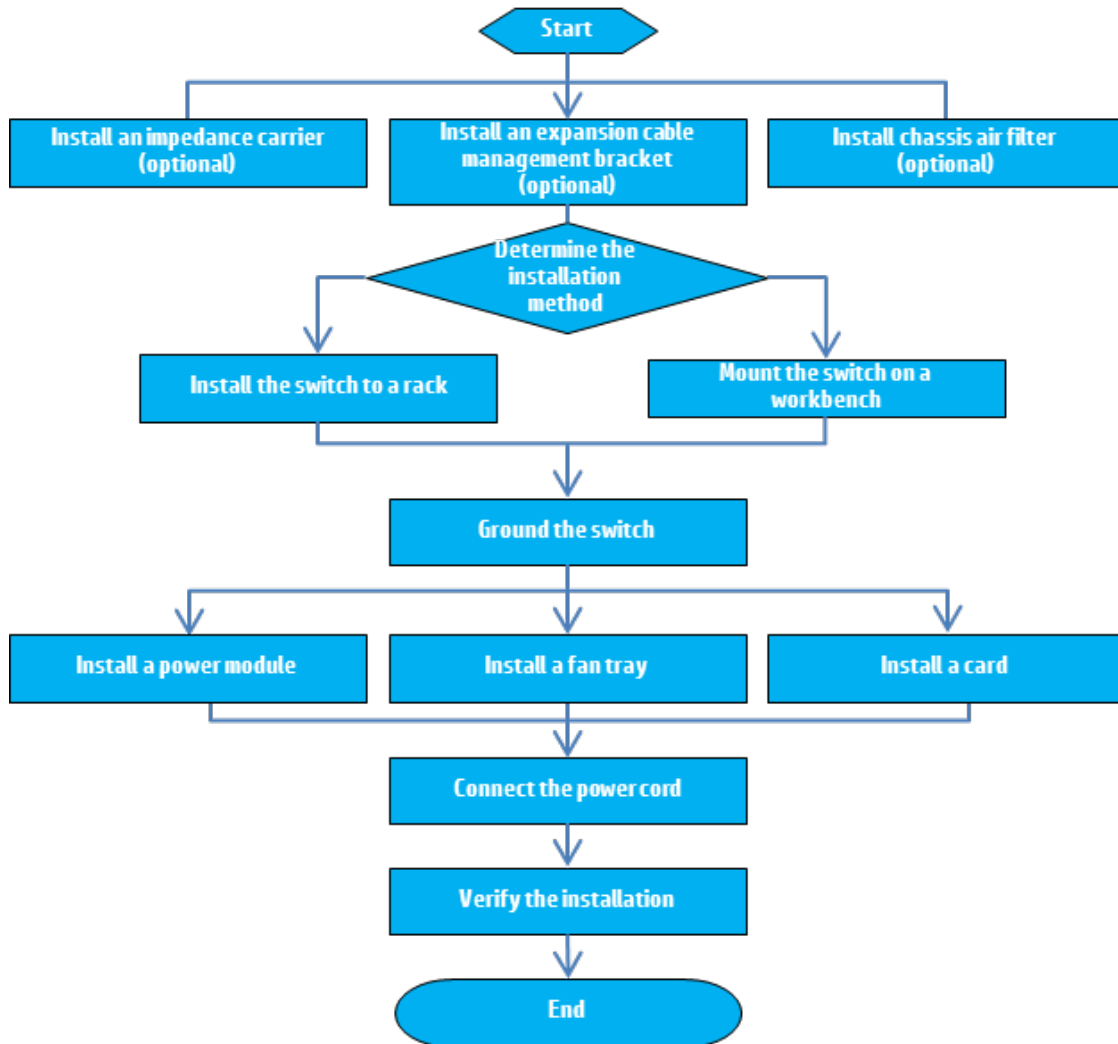 Start
Install an impedance carrier
(optional)
Install an expansion cable
management bracket
(optional)
Install chassis air filter
(optional)
Determine the
installation
method
Install the switch to a rack
Mount the switch on a
workbench
Ground the switch
Install a power module
Install a fan tray
Install a card
Connect the power cord
Verify the installation
End